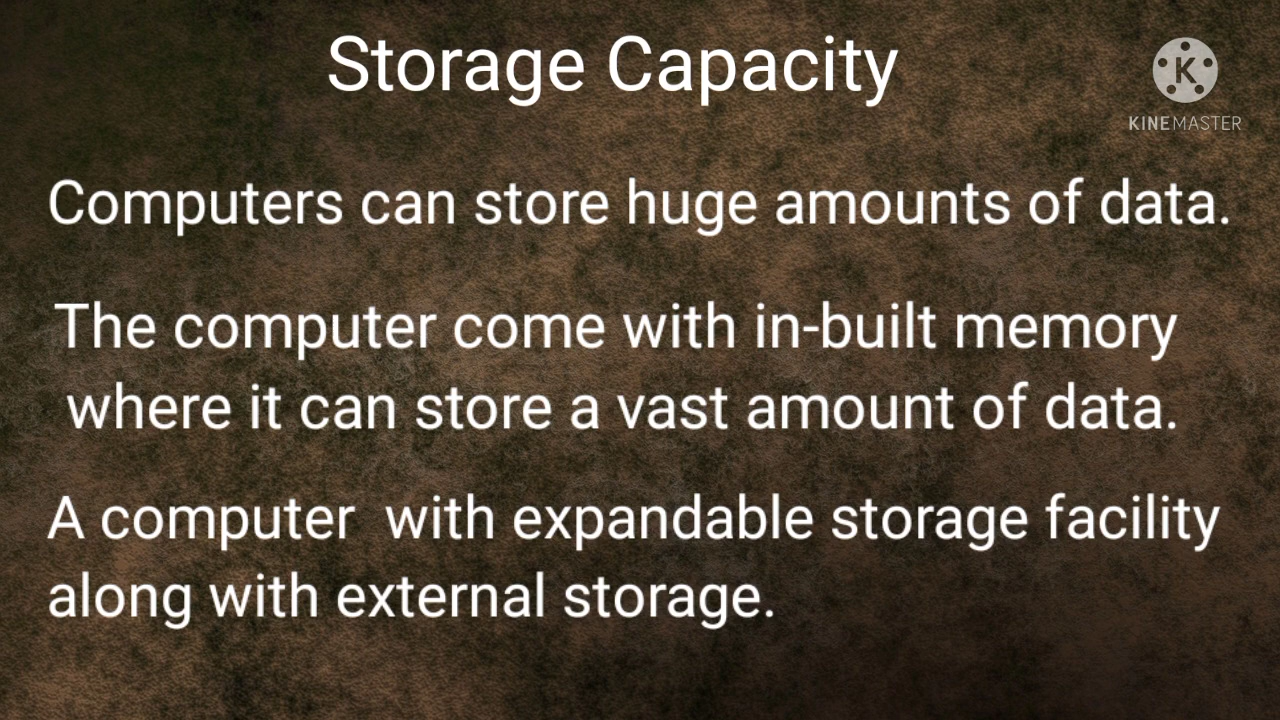 Storage Capacity
K
KINEMASTER
Computers can store huge amounts of data.
The computer come with in-built memory
where it can store a vast amount of data.
A computer with expandable storage facility
along with external storage.